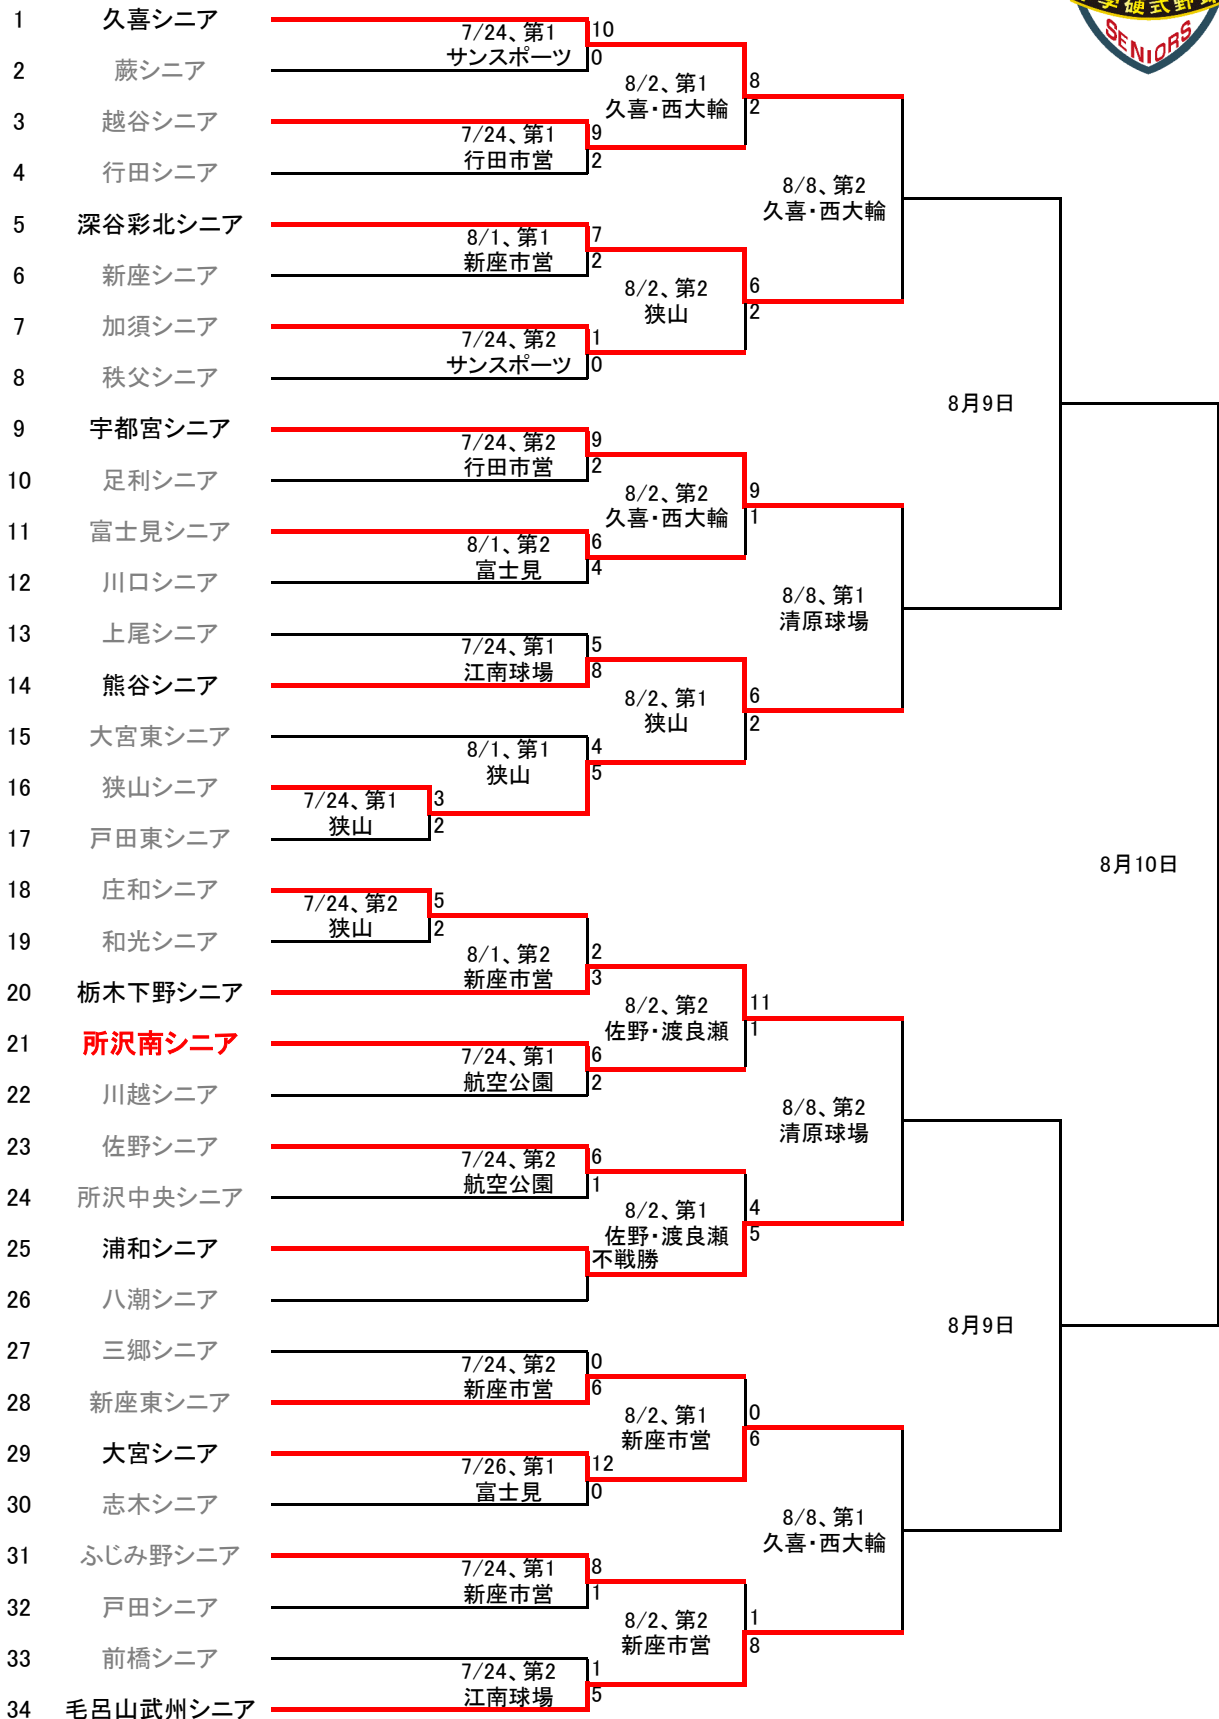 中学硬式野球
SENIORS
1 久喜シニア
7/24、第1 10
サンスポーツ 0
2 蕨シニア
8/2、第1 8
久喜・西大輪 2
3 越谷シニア
7/24、第1 9
行田市営 2
4 行田シニア
8/8、第2
久喜・西大輪
5 深谷彩北シニア
8/1、第1 7
新座市営 2
6 新座シニア
8/2、第2 6
狭山 2
7 加須シニア
7/24、第2 1
サンスポーツ 0
8 秩父シニア
8月9日
9 宇都宮シニア
7/24、第2 9
行田市営 2
10 足利シニア
8/2、第2 9
久喜・西大輪 1
11 富士見シニア
8/1、第2 6
富士見 4
12 川口シニア
8/8、第1
清原球場
13 上尾シニア
7/24、第1 5
江南球場 8
14 熊谷シニア
8/2、第1 6
狭山 2
15 大宮東シニア
8/1、第1 4
狭山 5
16 狭山シニア
7/24、第1 3
狭山 2
17 戸田東シニア
8月10日
18 庄和シニア
7/24、第2 5
狭山 2
19 和光シニア
8/1、第2 2
新座市営 3
20 栃木下野シニア
8/2、第2 11
佐野・渡良瀬 1
21 所沢南シニア
7/24、第1 6
航空公園 2
22 川越シニア
8/8、第2
清原球場
23 佐野シニア
7/24、第2 6
航空公園 1
24 所沢中央シニア
8/2、第1 4
佐野・渡良瀬 5
25 浦和シニア
不戦勝
26 八潮シニア
8月9日
27 三郷シニア
7/24、第2 0
新座市営 6
28 新座東シニア
8/2、第1 0
新座市営 6
29 大宮シニア
7/26、第1 12
富士見 0
30 志木シニア
8/8、第1
久喜・西大輪
31 ふじみ野シニア
7/24、第1 8
新座市営 1
32 戸田シニア
8/2、第2 1
新座市営 8
33 前橋シニア
7/24、第2 1
江南球場 5
34 毛呂山武州シニア